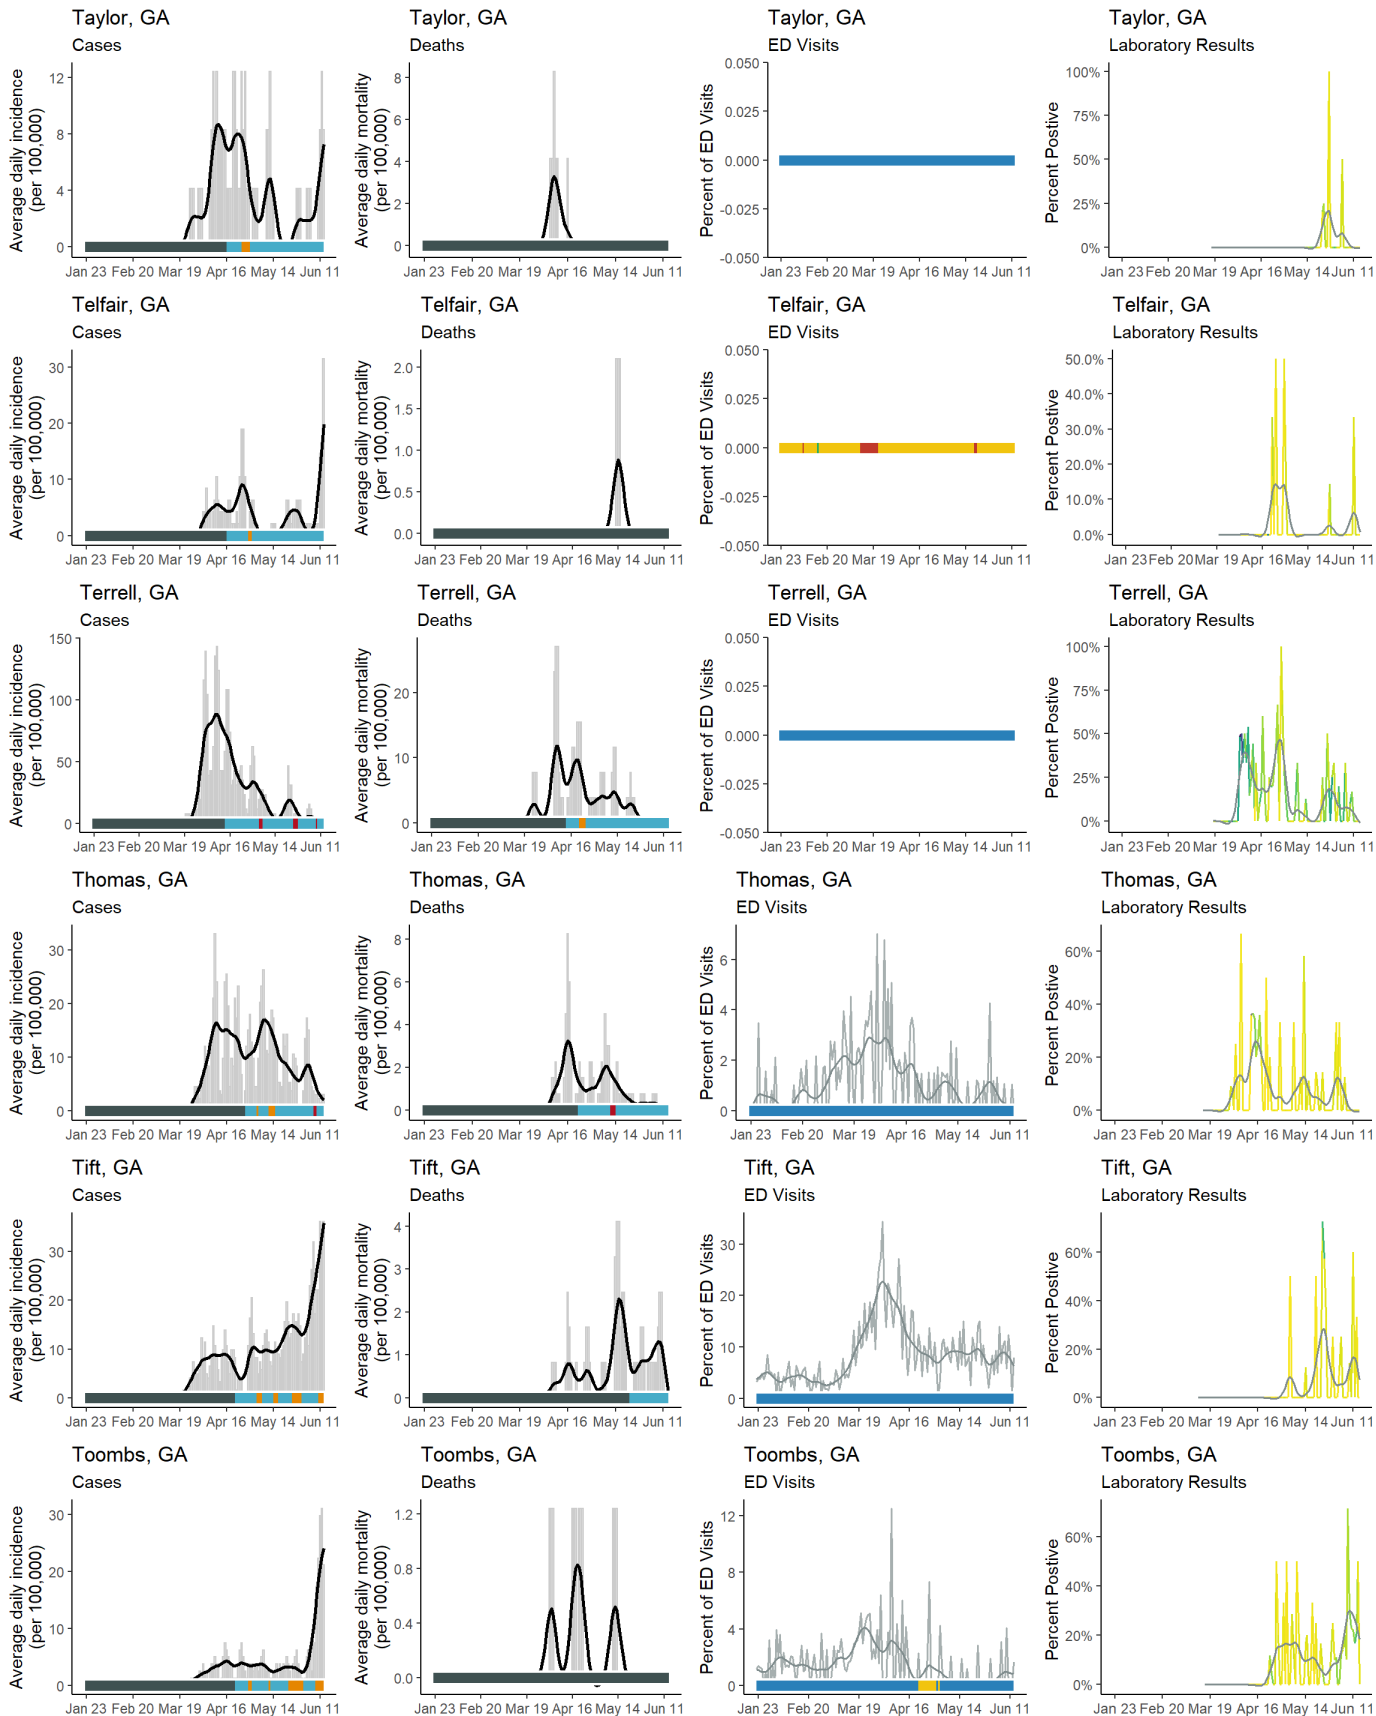 Taylor, GA
Cases
Average daily incidence
(per 100,000)
12
8
4
0
Jan 23 Feb 20 Mar 19 Apr 16 May 14 Jun 11
Taylor, GA
Deaths
Average daily mortality
(per 100,000)
8
6
4
2
0
Jan 23 Feb 20 Mar 19 Apr 16 May 14 Jun 11
Taylor, GA
ED Visits
Percent of ED Visits
0.050
0.025
0.000
-0.025
-0.050
Jan 23 Feb 20 Mar 19 Apr 16 May 14 Jun 11
Taylor, GA
Laboratory Results
Percent Postive
100%
75%
50%
25%
0%
Jan 23 Feb 20 Mar 19 Apr 16 May 14 Jun 11
Telfair, GA
Cases
Average daily incidence
(per 100,000)
30
20
10
0
Jan 23 Feb 20 Mar 19 Apr 16 May 14 Jun 11
Telfair, GA
Deaths
Average daily mortality
(per 100,000)
2.0
1.5
1.0
0.5
0.0
Jan 23 Feb 20 Mar 19 Apr 16 May 14 Jun 11
Telfair, GA
ED Visits
Percent of ED Visits
0.050
0.025
0.000
-0.025
-0.050
Jan 23 Feb 20 Mar 19 Apr 16 May 14 Jun 11
Telfair, GA
Laboratory Results
Percent Postive
50.0%
40.0%
30.0%
20.0%
10.0%
0.0%
Jan 23 Feb 20 Mar 19 Apr 16 May 14 Jun 11
Terrell, GA
Cases
Average daily incidence
(per 100,000)
150
100
50
0
Jan 23 Feb 20 Mar 19 Apr 16 May 14 Jun 11
Terrell, GA
Deaths
Average daily mortality
(per 100,000)
20
10
0
Jan 23 Feb 20 Mar 19 Apr 16 May 14 Jun 11
Terrell, GA
ED Visits
Percent of ED Visits
0.050
0.025
0.000
-0.025
-0.050
Jan 23 Feb 20 Mar 19 Apr 16 May 14 Jun 11
Terrell, GA
Laboratory Results
Percent Postive
100%
75%
50%
25%
0%
Jan 23 Feb 20 Mar 19 Apr 16 May 14 Jun 11
Thomas, GA
Cases
Average daily incidence
(per 100,000)
30
20
10
0
Jan 23 Feb 20 Mar 19 Apr 16 May 14 Jun 11
Thomas, GA
Deaths
Average daily mortality
(per 100,000)
8
6
4
2
0
Jan 23 Feb 20 Mar 19 Apr 16 May 14 Jun 11
Thomas, GA
ED Visits
Percent of ED Visits
6
4
2
0
Jan 23 Feb 20 Mar 19 Apr 16 May 14 Jun 11
Thomas, GA
Laboratory Results
Percent Postive
60%
40%
20%
0%
Jan 23 Feb 20 Mar 19 Apr 16 May 14 Jun 11
Tift, GA
Cases
Average daily incidence
(per 100,000)
30
20
10
0
Jan 23 Feb 20 Mar 19 Apr 16 May 14 Jun 11
Tift, GA
Deaths
Average daily mortality
(per 100,000)
4
3
2
1
0
Jan 23 Feb 20 Mar 19 Apr 16 May 14 Jun 11
Tift, GA
ED Visits
Percent of ED Visits
30
20
10
0
Jan 23 Feb 20 Mar 19 Apr 16 May 14 Jun 11
Tift, GA
Laboratory Results
Percent Postive
60%
40%
20%
0%
Jan 23 Feb 20 Mar 19 Apr 16 May 14 Jun 11
Toombs, GA
Cases
Average daily incidence
(per 100,000)
30
20
10
0
Jan 23 Feb 20 Mar 19 Apr 16 May 14 Jun 11
Toombs, GA
Deaths
Average daily mortality
(per 100,000)
1.2
0.8
0.4
0.0
Jan 23 Feb 20 Mar 19 Apr 16 May 14 Jun 11
Toombs, GA
ED Visits
Percent of ED Visits
12
8
4
0
Jan 23 Feb 20 Mar 19 Apr 16 May 14 Jun 11
Toombs, GA
Laboratory Results
Percent Postive
60%
40%
20%
0%
Jan 23 Feb 20 Mar 19 Apr 16 May 14 Jun 11